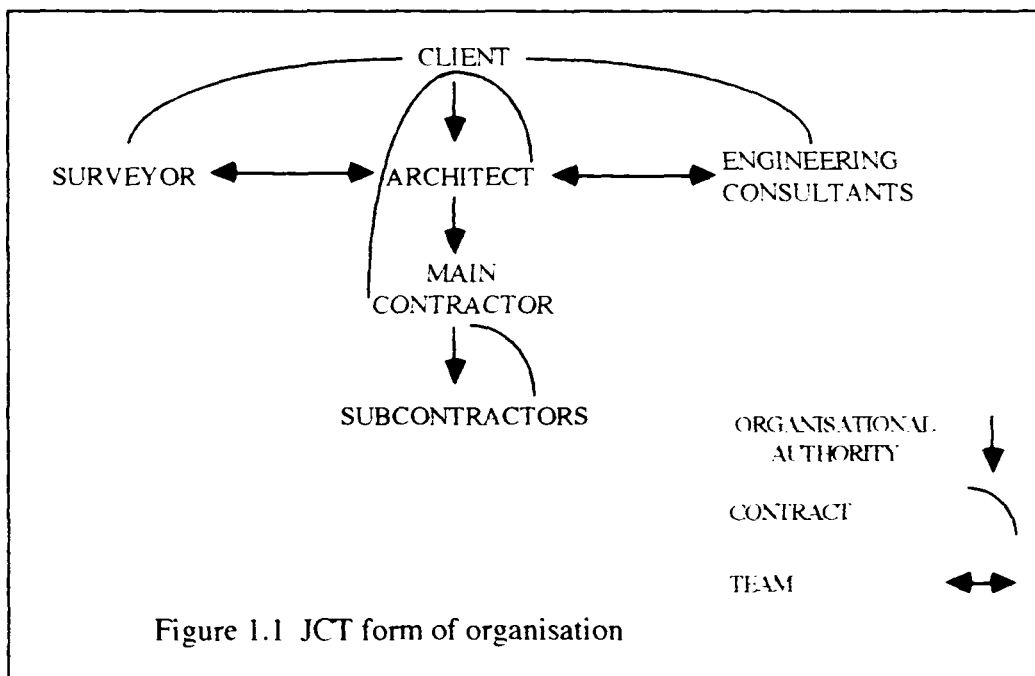 CLIENT
SURVEYOR
ARCHITECT
ENGINEERING
CONSULTANTS
MAIN
CONTRACTOR
SUBCONTRACTORS
ORGANISATIONAL
AUTHORITY
CONTRACT
TEAM
Figure 1.1 JCT form of organisation